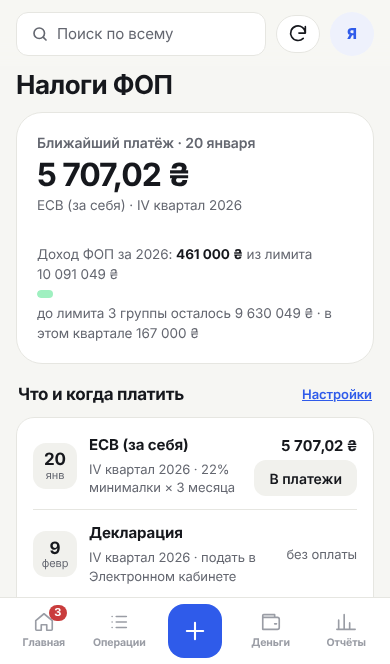 Поиск по всему
Я
Налоги ФОП
Ближайший платёж · 20 января
5 707,02 ₴
ЕСВ (за себя) · IV квартал 2026
Доход ФОП за 2026: 461 000 ₴ из лимита
10 091 049 ₴
до лимита 3 группы осталось 9 630 049 ₴ · в
этом квартале 167 000 ₴
Что и когда платить
Настройки
20
янв
ЕСВ (за себя)
IV квартал 2026 · 22%
минималки × 3 месяца
5 707,02 ₴
В платежи
9
февр
Декларация
IV квартал 2026 · подать в
Электронном кабинете
без оплаты
3
Главная
Операции
Деньги
Отчёты